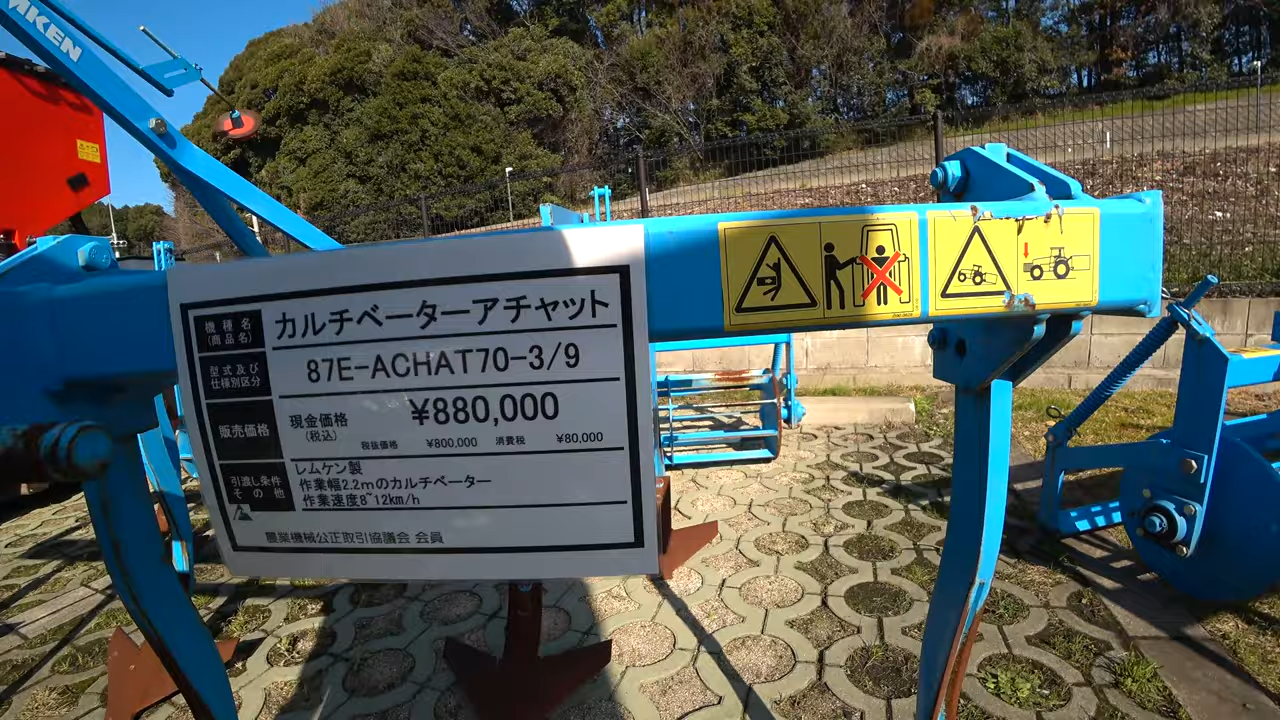 MKEN
機種名
(商品名)
カルチベーターアチャット
型式及び
仕様別区分
87E-ACHAT70-3/9
販売価格
現金価格
(税込)
¥880,000
税抜価格 ¥800,000 消費税 ¥80,000
引渡し条件
その他
レムケン製
作業幅2.2mのカルチベーター
作業速度8~12km/h
農業機械公正取引協議会 会員